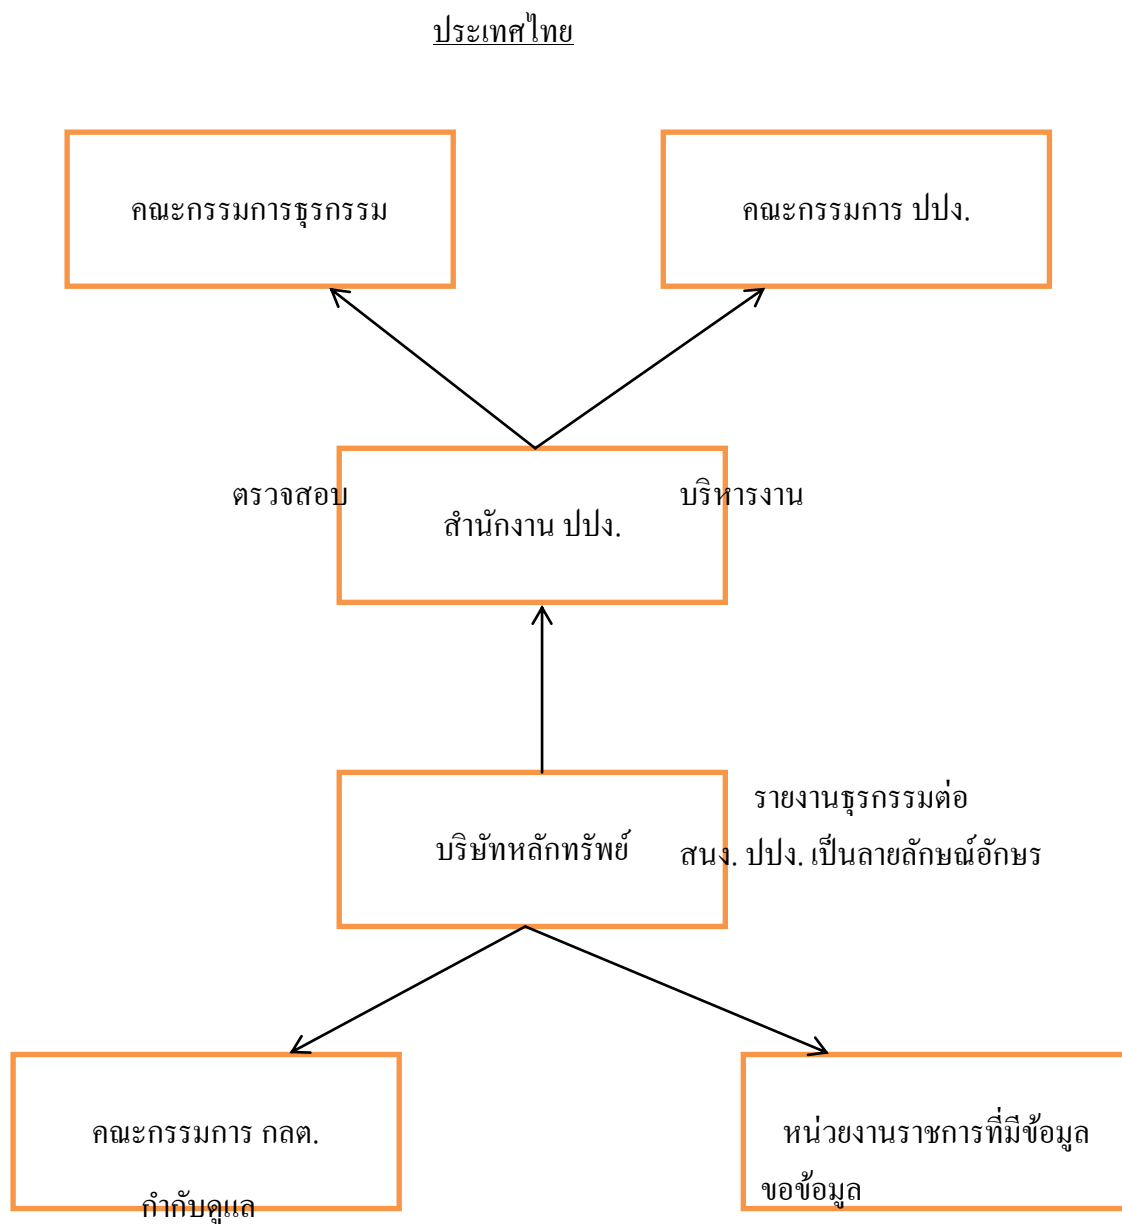 ประเทศไทย
คณะกรรมการธุรกรรม
คณะกรรมการ ปปง.
ตรวจสอบ
บริหารงาน
สำนักงาน ปปง.
รายงานธุรกรรมต่อ
บริษัทหลักทรัพย์
สนง. ปปง. เป็นลายลักษณ์อักษร
คณะกรรมการ กลต.
กำกับดูแล
หน่วยงานราชการที่มีข้อมูล
ขอข้อมูล